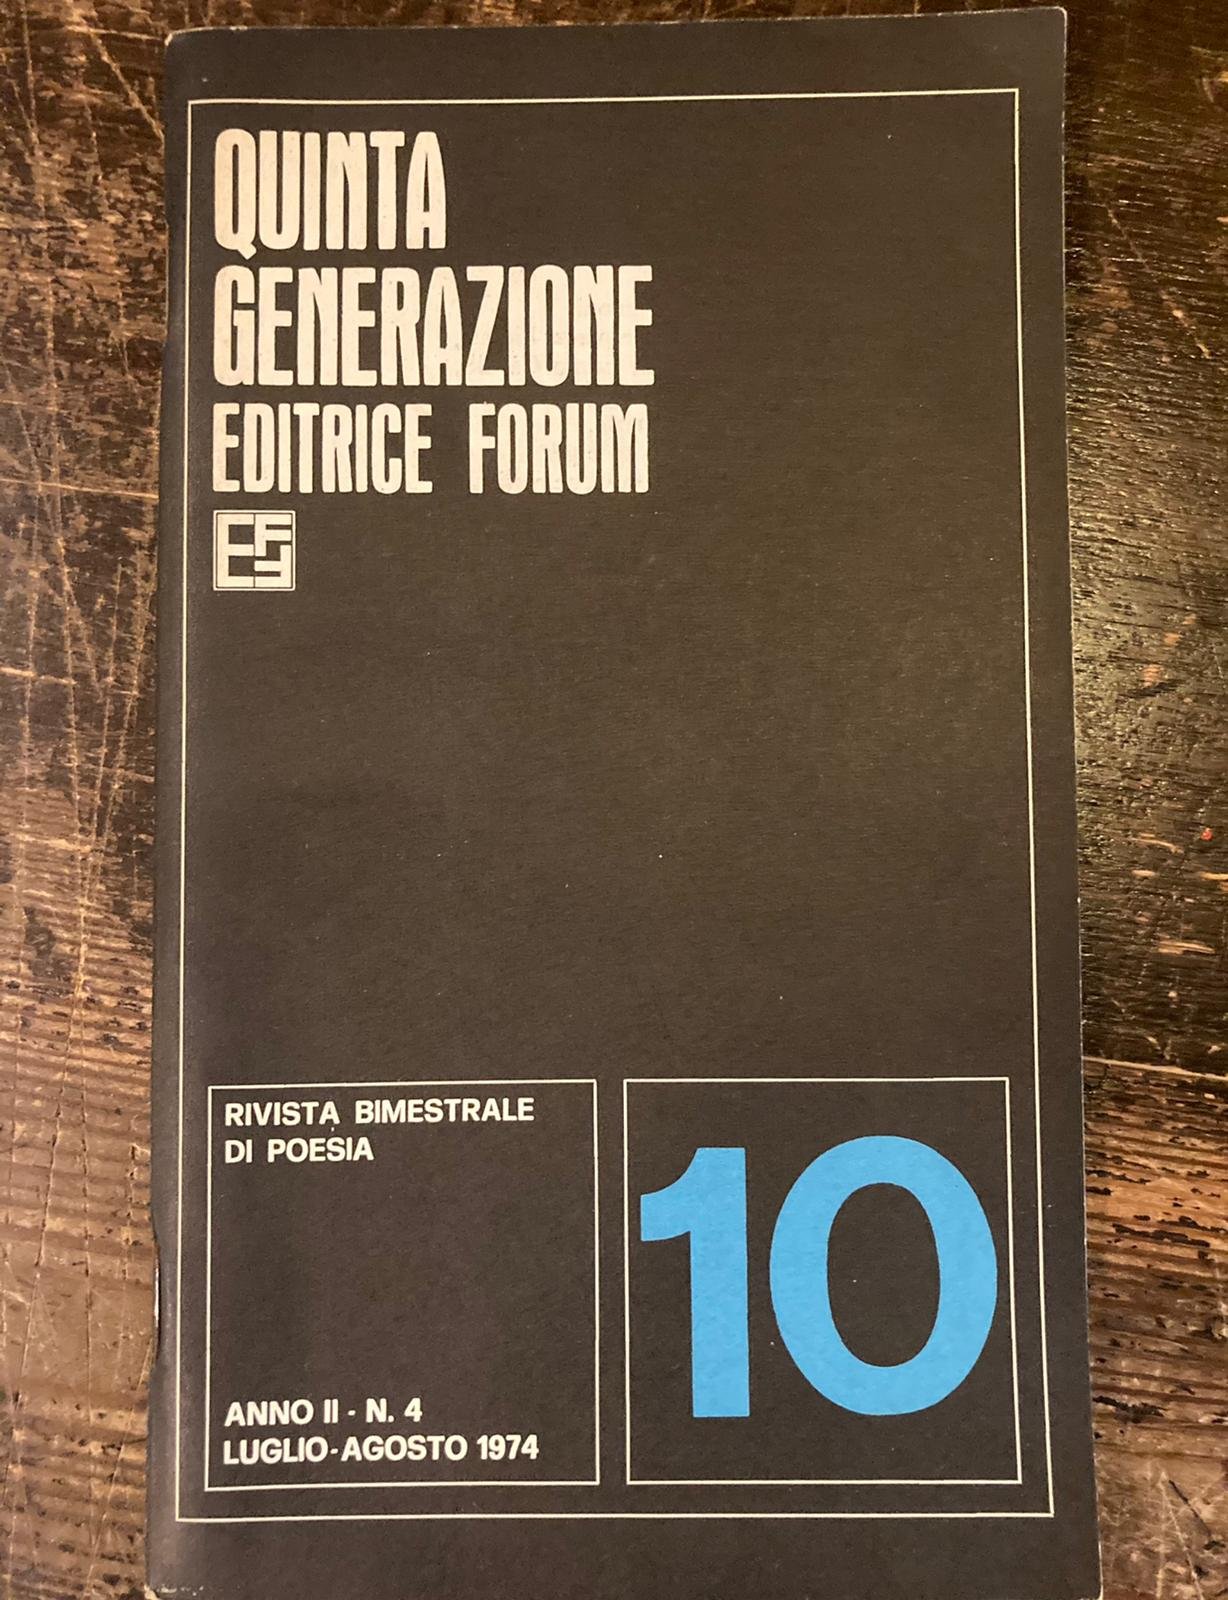 QUINTA
GENERAZIONE
EDITRICE FORUM
RIVISTA BIMESTRALE
DI POESIA
ANNO II - N. 4
LUGLIO-AGOSTO 1974
10